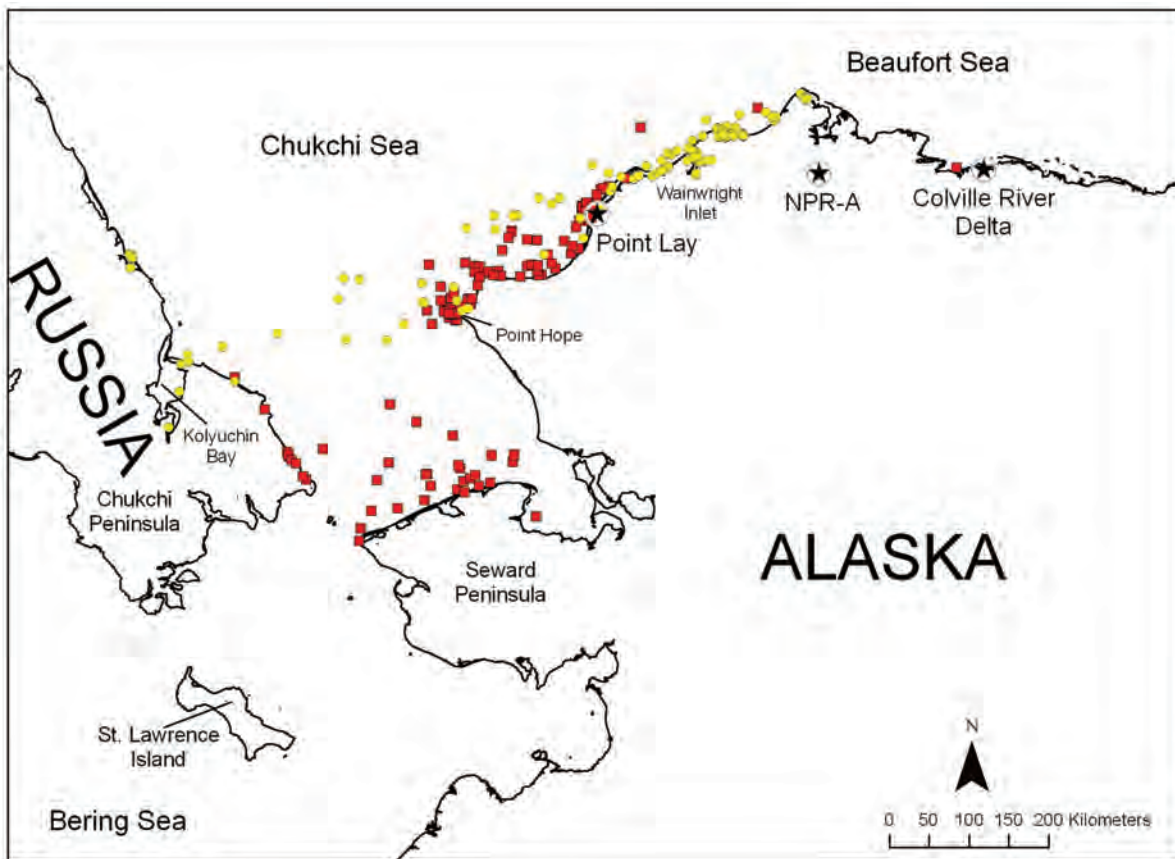 Beaufort Sea
Chukchi Sea
Wainwright
Inlet
NPR-A
Colville River
Delta
Point Lay
RUSSIA
Point Hope
Kolyuchin
Bay
Chukchi
Peninsula
ALASKA
Seward
Peninsula
St. Lawrence
Island
N
Bering Sea
0 50 100 150 200 Kilometers